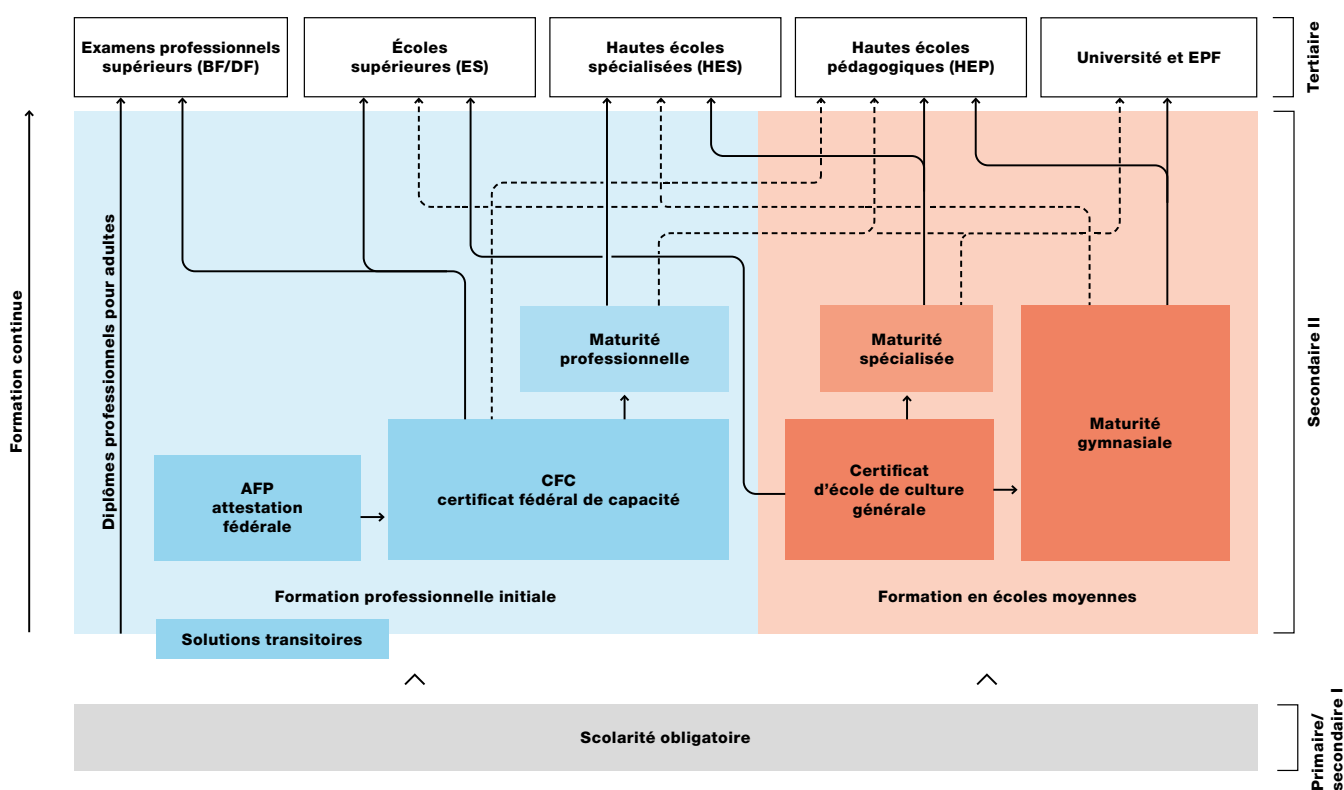 Examens professionnels
supérieurs (BF/DF)
Écoles
supérieures (ES)
Hautes écoles
spécialisées (HES)
Hautes écoles
pédagogiques (HEP)
Université et EPF
Tertiaire
Formation continue
Diplômes professionnels pour adultes
Secondaire II
Maturité
professionnelle
Maturité
spécialisée
Maturité
gymnasiale
AFP
attestation
fédérale
CFC
certificat fédéral de capacité
Certificat
d’école de culture
générale
Formation professionnelle initiale
Formation en écoles moyennes
Solutions transitoires
Scolarité obligatoire
Primaire/
secondaire I